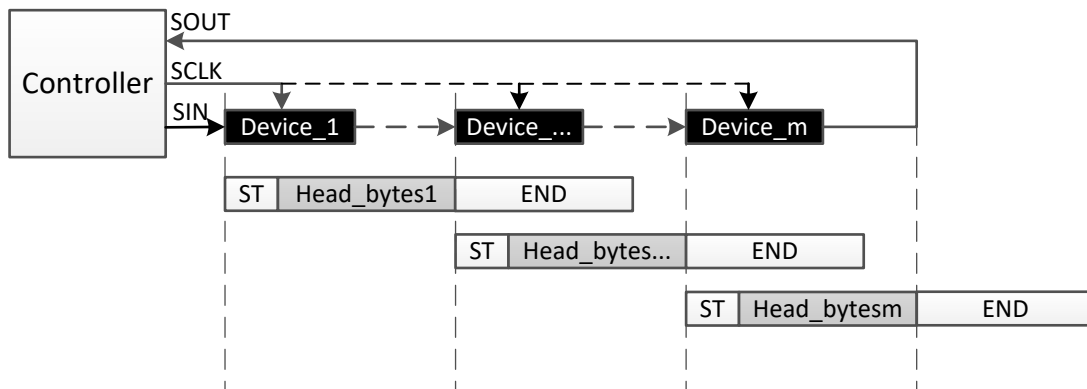 SOUT
Controller
SCLK
SIN
Device_1
Device_...
Device_m
ST Head_bytes1 END
ST Head_bytes... END
ST Head_bytesm END